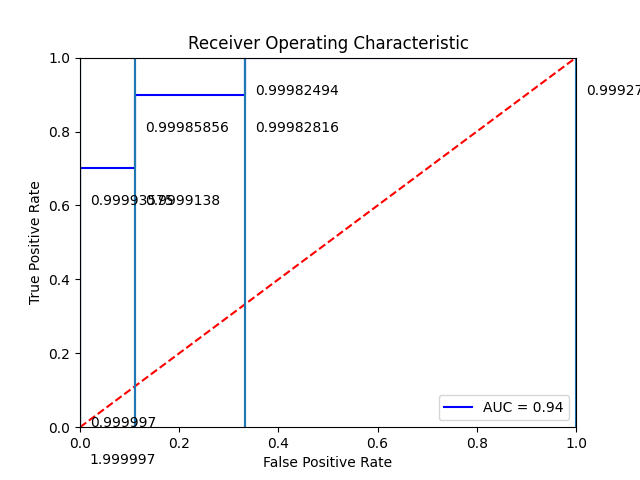 Receiver Operating Characteristic
1.0
0.99982494
0.99927
0.8
0.99985856
0.99982816
0.6
0.9999138
0.4
0.2
0.0
0.999997
AUC = 0.94
0.0 0.2 0.4 0.6 0.8 1.0
1.999997
False Positive Rate
True Positive Rate